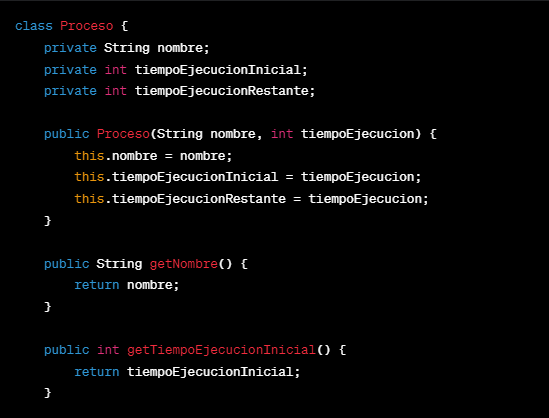 class Proceso {
    private String nombre;
    private int tiempoEjecucionInicial;
    private int tiempoEjecucionRestante;

    public Proceso(String nombre, int tiempoEjecucion) {
        this.nombre = nombre;
        this.tiempoEjecucionInicial = tiempoEjecucion;
        this.tiempoEjecucionRestante = tiempoEjecucion;
    }

    public String getNombre() {
        return nombre;
    }

    public int getTiempoEjecucionInicial() {
        return tiempoEjecucionInicial;
    }